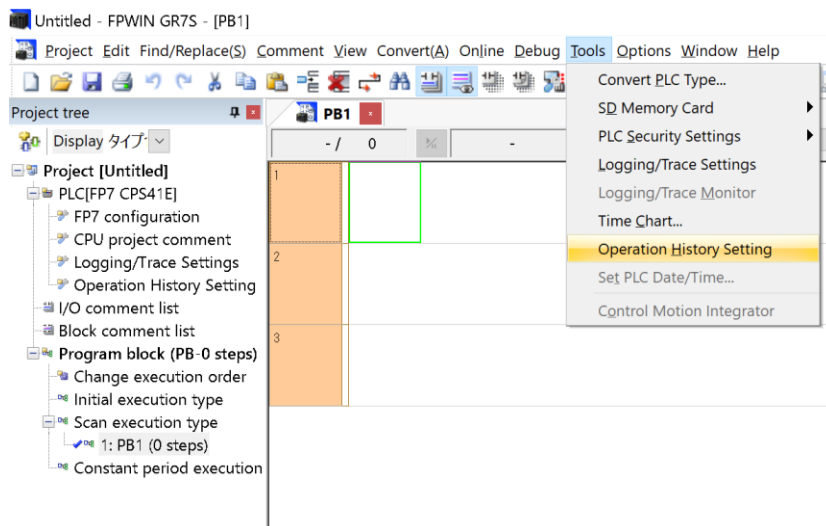 Untitled - FPWIN GR7S - [PB1]
Project Edit Find/Replace(S) Comment View Convert(A) Online Debug Tools Options Window Help
Project tree
PB1
Display タイプ
- / 0 % -
Project [Untitled]
PLC[FP7 CPS41E]
FP7 configuration
CPU project comment
Logging/Trace Settings
Operation History Setting
I/O comment list
Block comment list
Program block (PB-0 steps)
Change execution order
Initial execution type
Scan execution type
1: PB1 (0 steps)
Constant period execution
1
2
3
Convert PLC Type...
SD Memory Card
PLC Security Settings
Logging/Trace Settings
Logging/Trace Monitor
Time Chart...
Operation History Setting
Set PLC Date/Time...
Control Motion Integrator